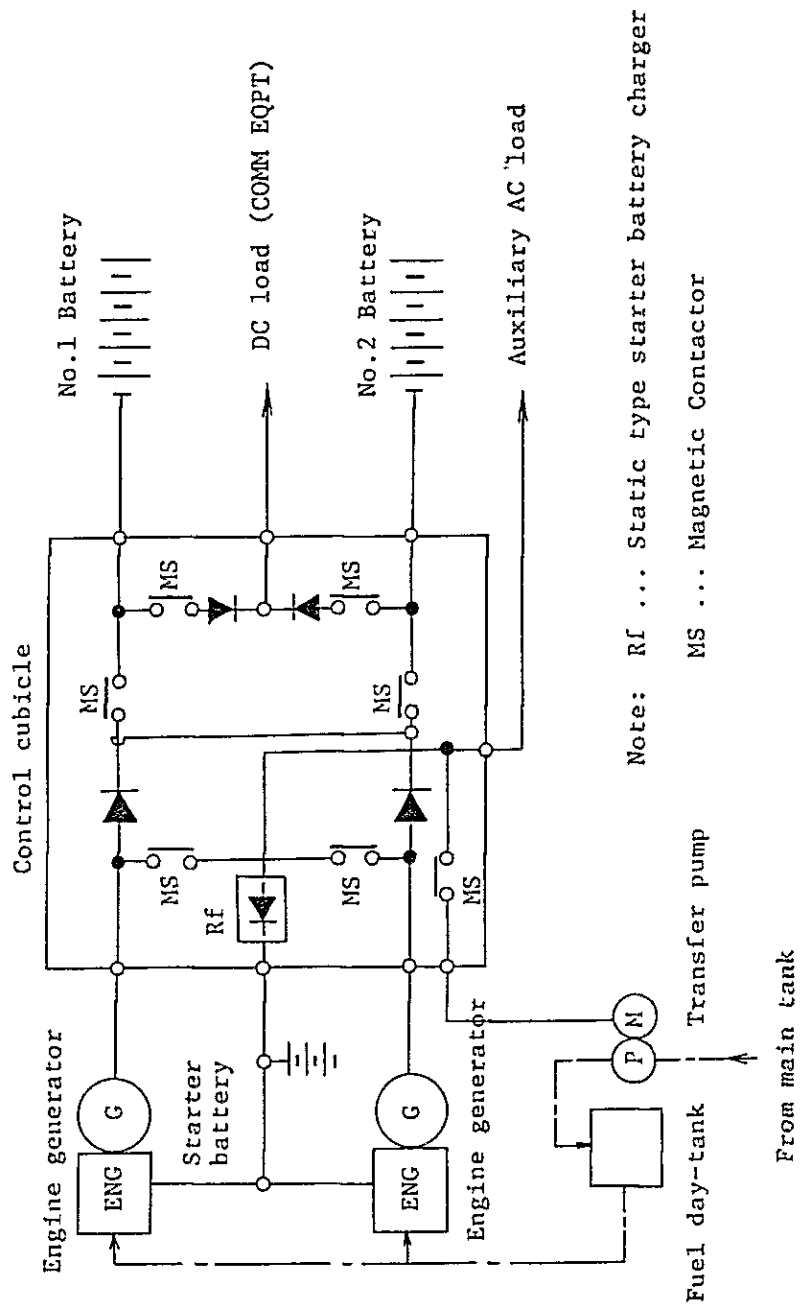 Control cubicle
Engine generator
ENG
G
Starter
battery
ENG
G
Engine generator
Rf
MS
MS
MS
MS
MS
MS
MS
No.1 Battery
DC load (COMM EQPT)
No.2 Battery
Auxiliary AC load
Fuel day-tank
P
M
Transfer pump
From main tank
Note: Rf ... Static type starter battery charger
MS ... Magnetic Contactor